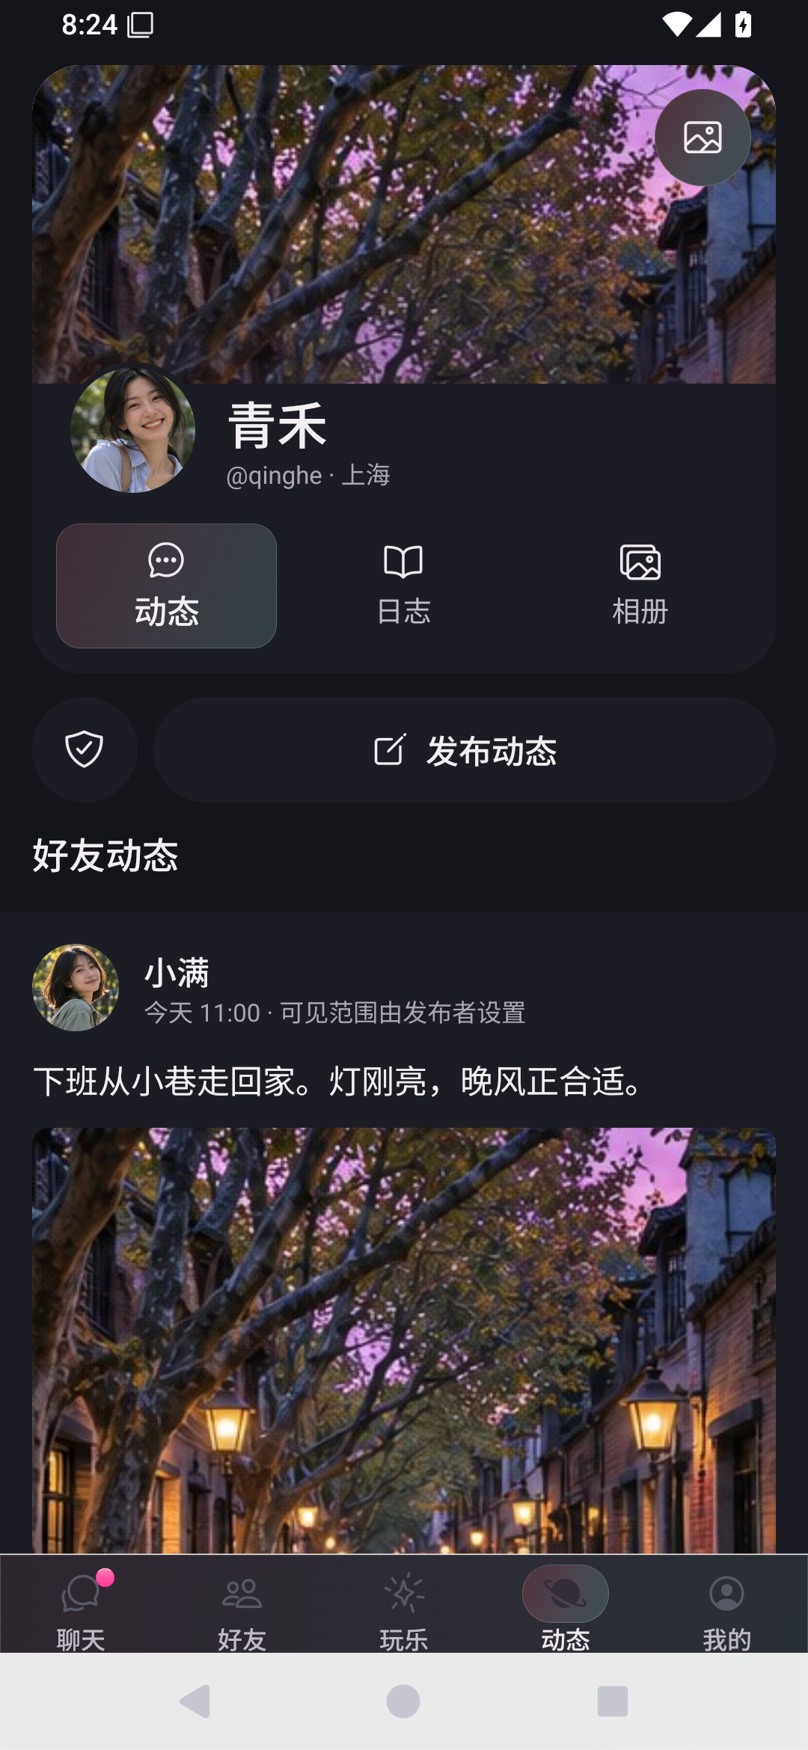 8:24
青禾
@qinghe · 上海
动态
日志
相册
发布动态
好友动态
小满
今天 11:00 · 可见范围由发布者设置
下班从小巷走回家。灯刚亮，晚风正合适。
聊天
好友
玩乐
动态
我的